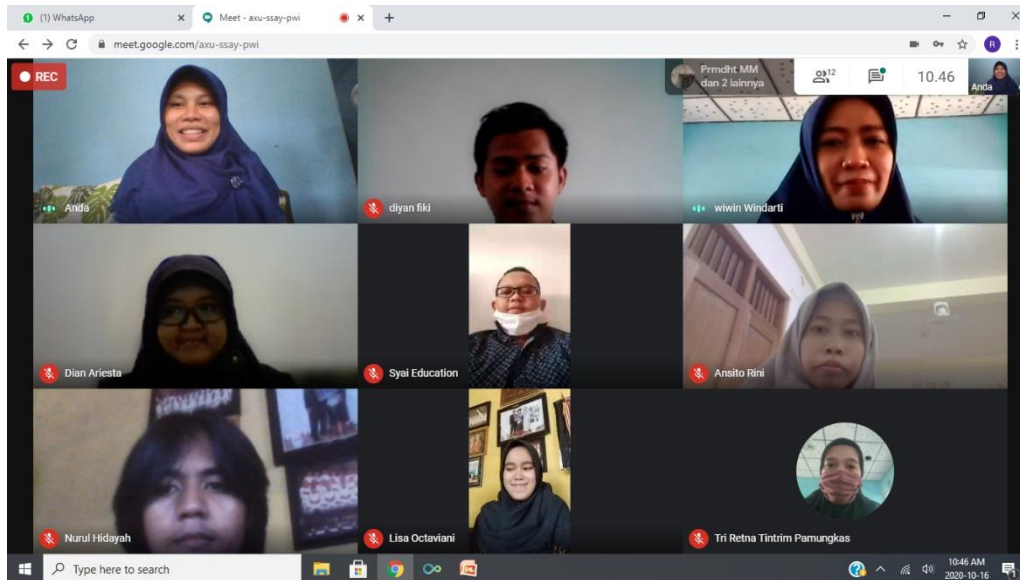 (1) WhatsApp
Meet - axu-ssay-pwi
meet.google.com/axu-ssay-pwi
R
REC
Prmdht MM
dan 2 lainnya
12
10.46
Anda
Anda
diyan fiki
wiwin Windarti
Dian Ariesta
Syai Education
Ansito Rini
Nurul Hidayah
Lisa Octaviani
Tri Retna Tintrim Pamungkas
Type here to search
10:46 AM
2020-10-16